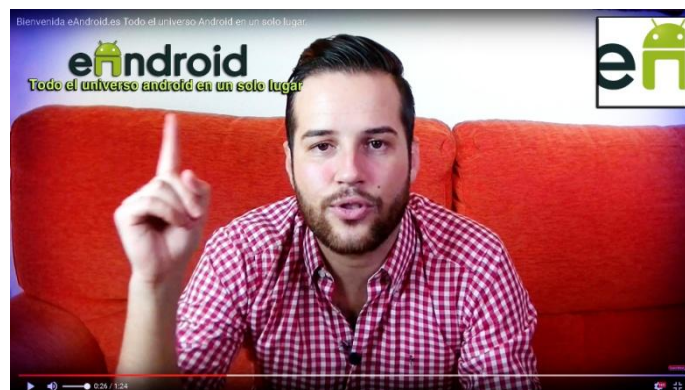 Bienvenida eAndroid.es Todo el universo Android en un solo lugar.
eAndroid
Todo el universo android en un solo lugar
0:26 / 1:24